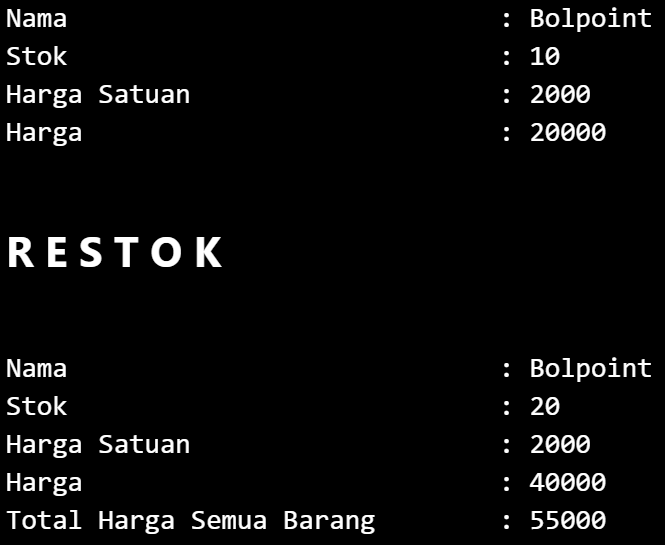 Nama : Bolpoint
Stok : 10
Harga Satuan : 2000
Harga : 20000
R E S T O K
Nama : Bolpoint
Stok : 20
Harga Satuan : 2000
Harga : 40000
Total Harga Semua Barang : 55000